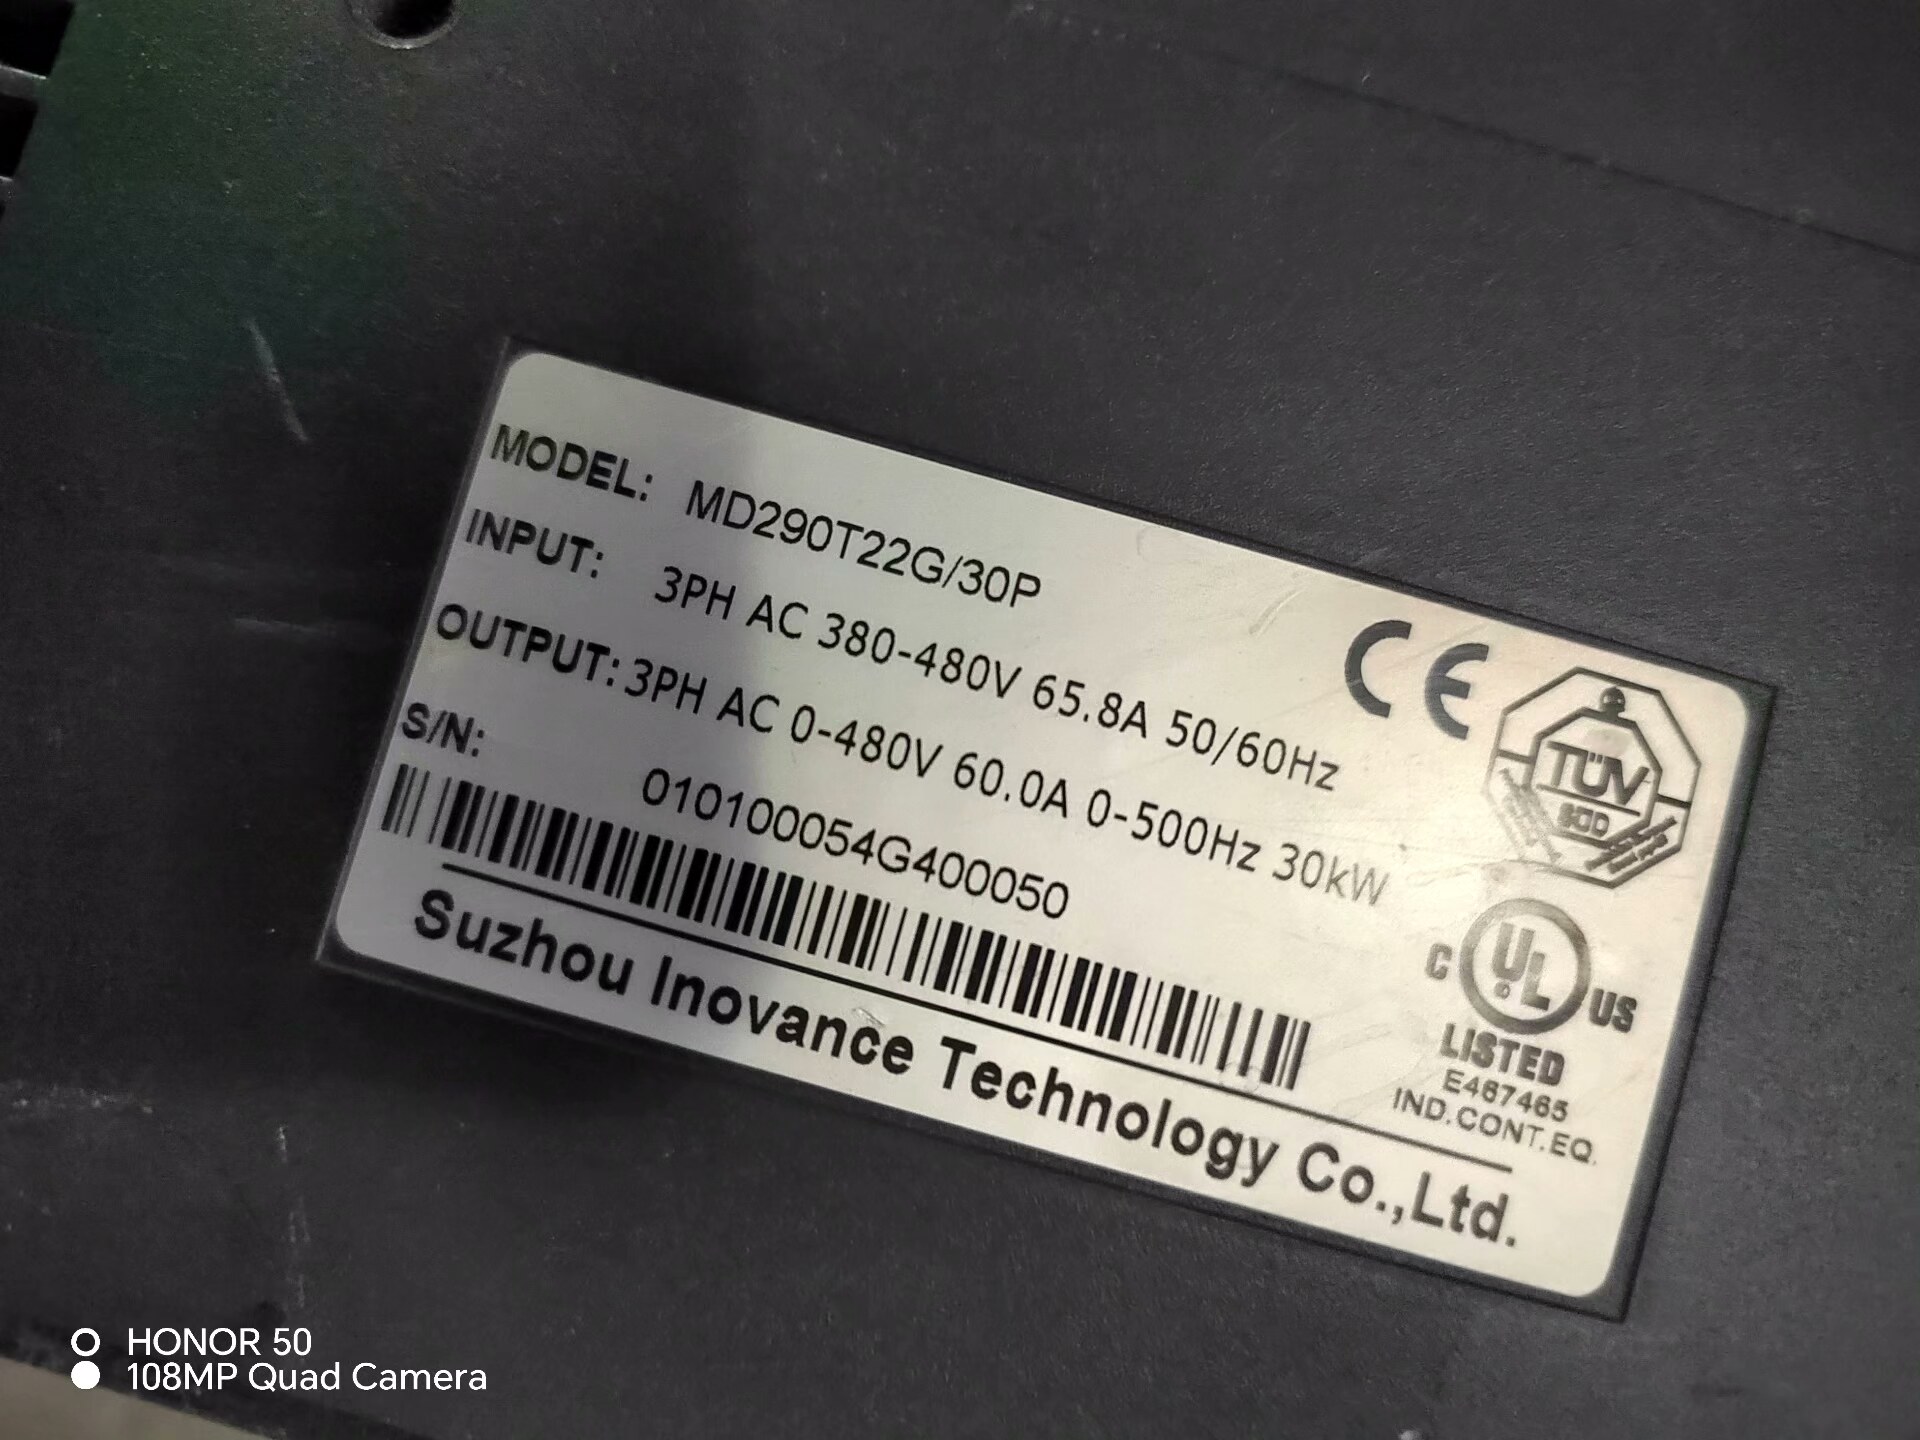 MODEL: MD290T22G/30P
INPUT: 3PH AC 380-480V 65.8A 50/60Hz
OUTPUT: 3PH AC 0-480V 60.0A 0-500Hz 30kW
S/N: 010100054G400050
Suzhou Inovance Technology Co.,Ltd.
CE
TÜV
SÜD
C UL US
LISTED
E467465
IND.CONT.EQ.
HONOR 50
108MP Quad Camera